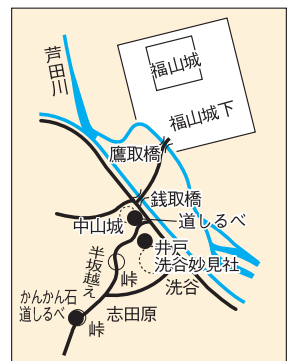 芦田川
福山城
福山城下
鷹取橋
銭取橋
道しるべ
中山城
井戸
洗谷妙見社
半坂越え
峠
洗谷
かんかん石
道しるべ
志田原
峠